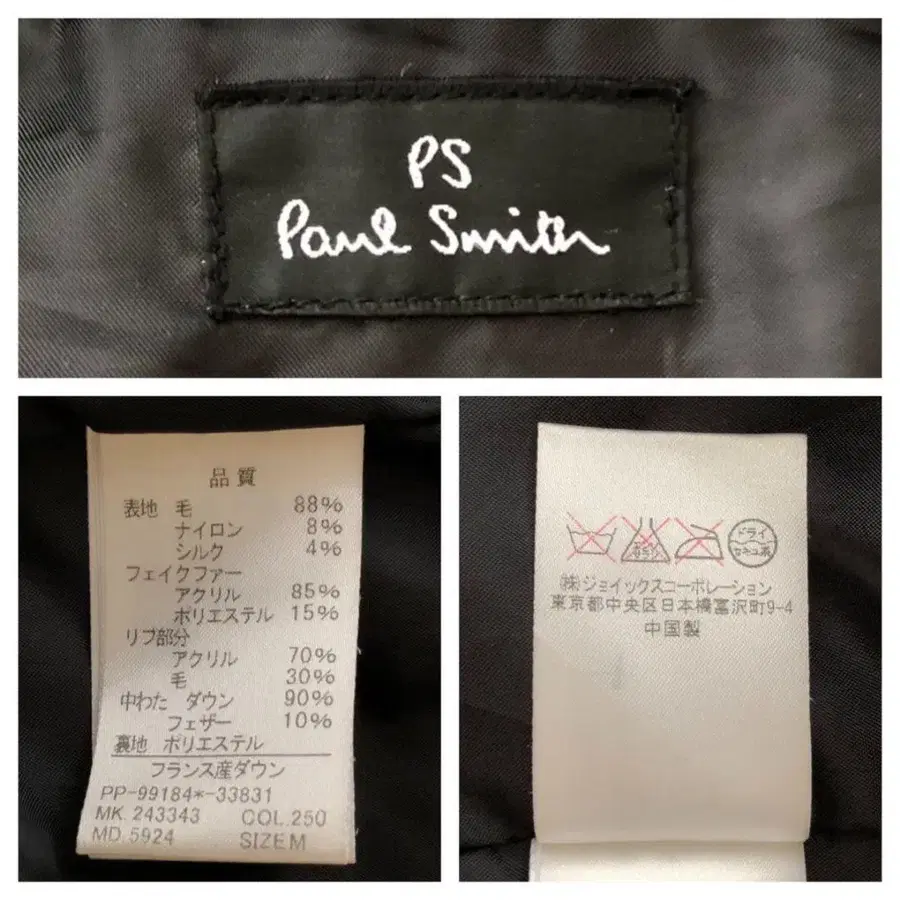 PS
Paul Smith
品質
表地 毛 88%
ナイロン 8%
シルク 4%
フェイクファー
アクリル 85%
ポリエステル 15%
リブ部分
アクリル 70%
毛 30%
中わた ダウン 90%
フェザー 10%
裏地 ポリエステル
フランス産ダウン
PP-99184*-33831
MK. 243343 COL.250
MD.5924 SIZE M
ドライ
セキユ系
㈱ジョイックスコーポレーション
東京都中央区日本橋富沢町9-4
中国製